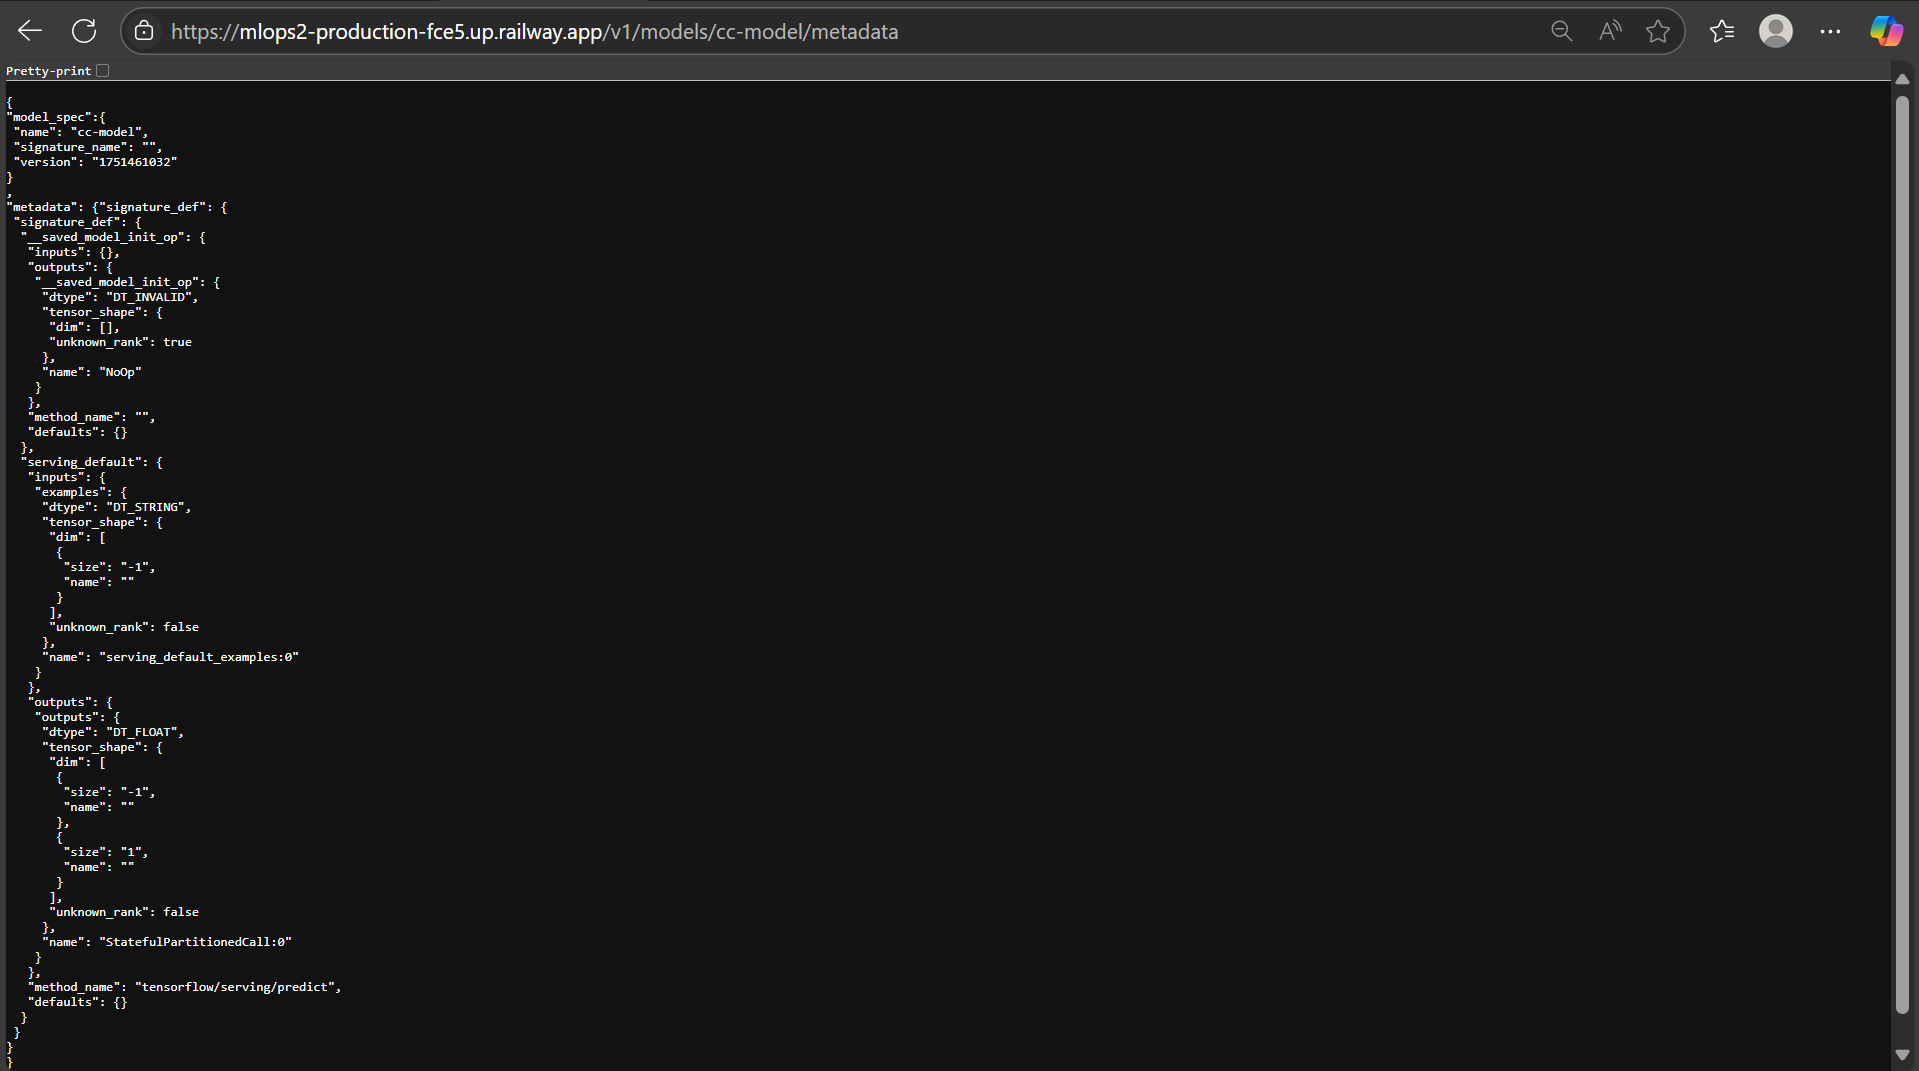 https://mlops2-production-fce5.up.railway.app/v1/models/cc-model/metadata
Pretty-print
{
"model_spec":{
 "name": "cc-model",
 "signature_name": "",
 "version": "1751461032"
}
,
"metadata": {"signature_def": {
 "signature_def": {
  "__saved_model_init_op": {
   "inputs": {},
   "outputs": {
    "__saved_model_init_op": {
     "dtype": "DT_INVALID",
     "tensor_shape": {
      "dim": [],
      "unknown_rank": true
     },
     "name": "NoOp"
    }
   },
   "method_name": "",
   "defaults": {}
  },
  "serving_default": {
   "inputs": {
    "examples": {
     "dtype": "DT_STRING",
     "tensor_shape": {
      "dim": [
       {
        "size": "-1",
        "name": ""
       }
      ],
      "unknown_rank": false
     },
     "name": "serving_default_examples:0"
    }
   },
   "outputs": {
    "outputs": {
     "dtype": "DT_FLOAT",
     "tensor_shape": {
      "dim": [
       {
        "size": "-1",
        "name": ""
       },
       {
        "size": "1",
        "name": ""
       }
      ],
      "unknown_rank": false
     },
     "name": "StatefulPartitionedCall:0"
    }
   },
   "method_name": "tensorflow/serving/predict",
   "defaults": {}
  }
 }
}
}